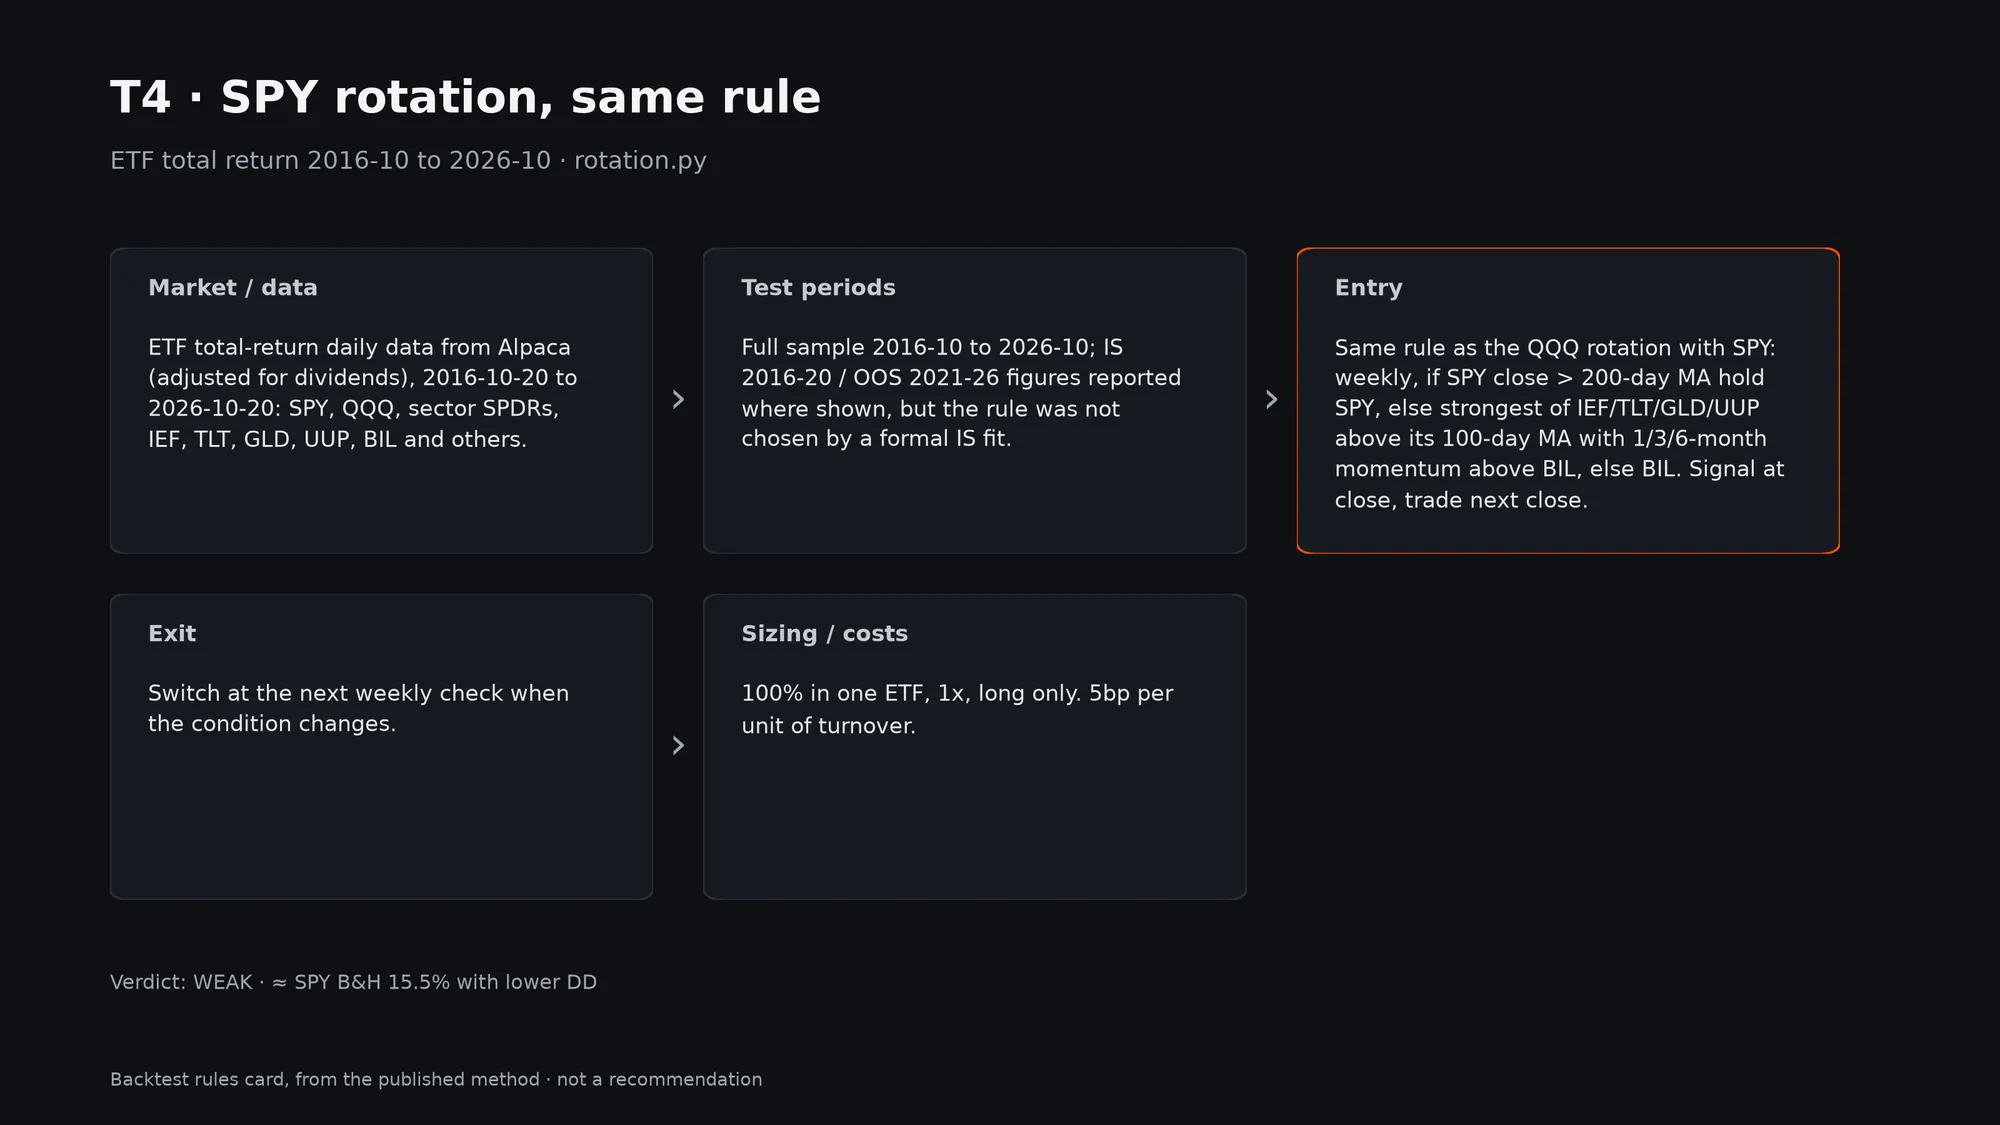 T4 · SPY rotation, same rule
ETF total return 2016-10 to 2026-10 · rotation.py
Market / data
ETF total-return daily data from Alpaca
(adjusted for dividends), 2016-10-20 to
2026-10-20: SPY, QQQ, sector SPDRs,
IEF, TLT, GLD, UUP, BIL and others.
›
Test periods
Full sample 2016-10 to 2026-10; IS
2016-20 / OOS 2021-26 figures reported
where shown, but the rule was not
chosen by a formal IS fit.
›
Entry
Same rule as the QQQ rotation with SPY:
weekly, if SPY close > 200-day MA hold
SPY, else strongest of IEF/TLT/GLD/UUP
above its 100-day MA with 1/3/6-month
momentum above BIL, else BIL. Signal at
close, trade next close.
Exit
Switch at the next weekly check when
the condition changes.
›
Sizing / costs
100% in one ETF, 1x, long only. 5bp per
unit of turnover.
Verdict: WEAK · ≈ SPY B&H 15.5% with lower DD
Backtest rules card, from the published method · not a recommendation